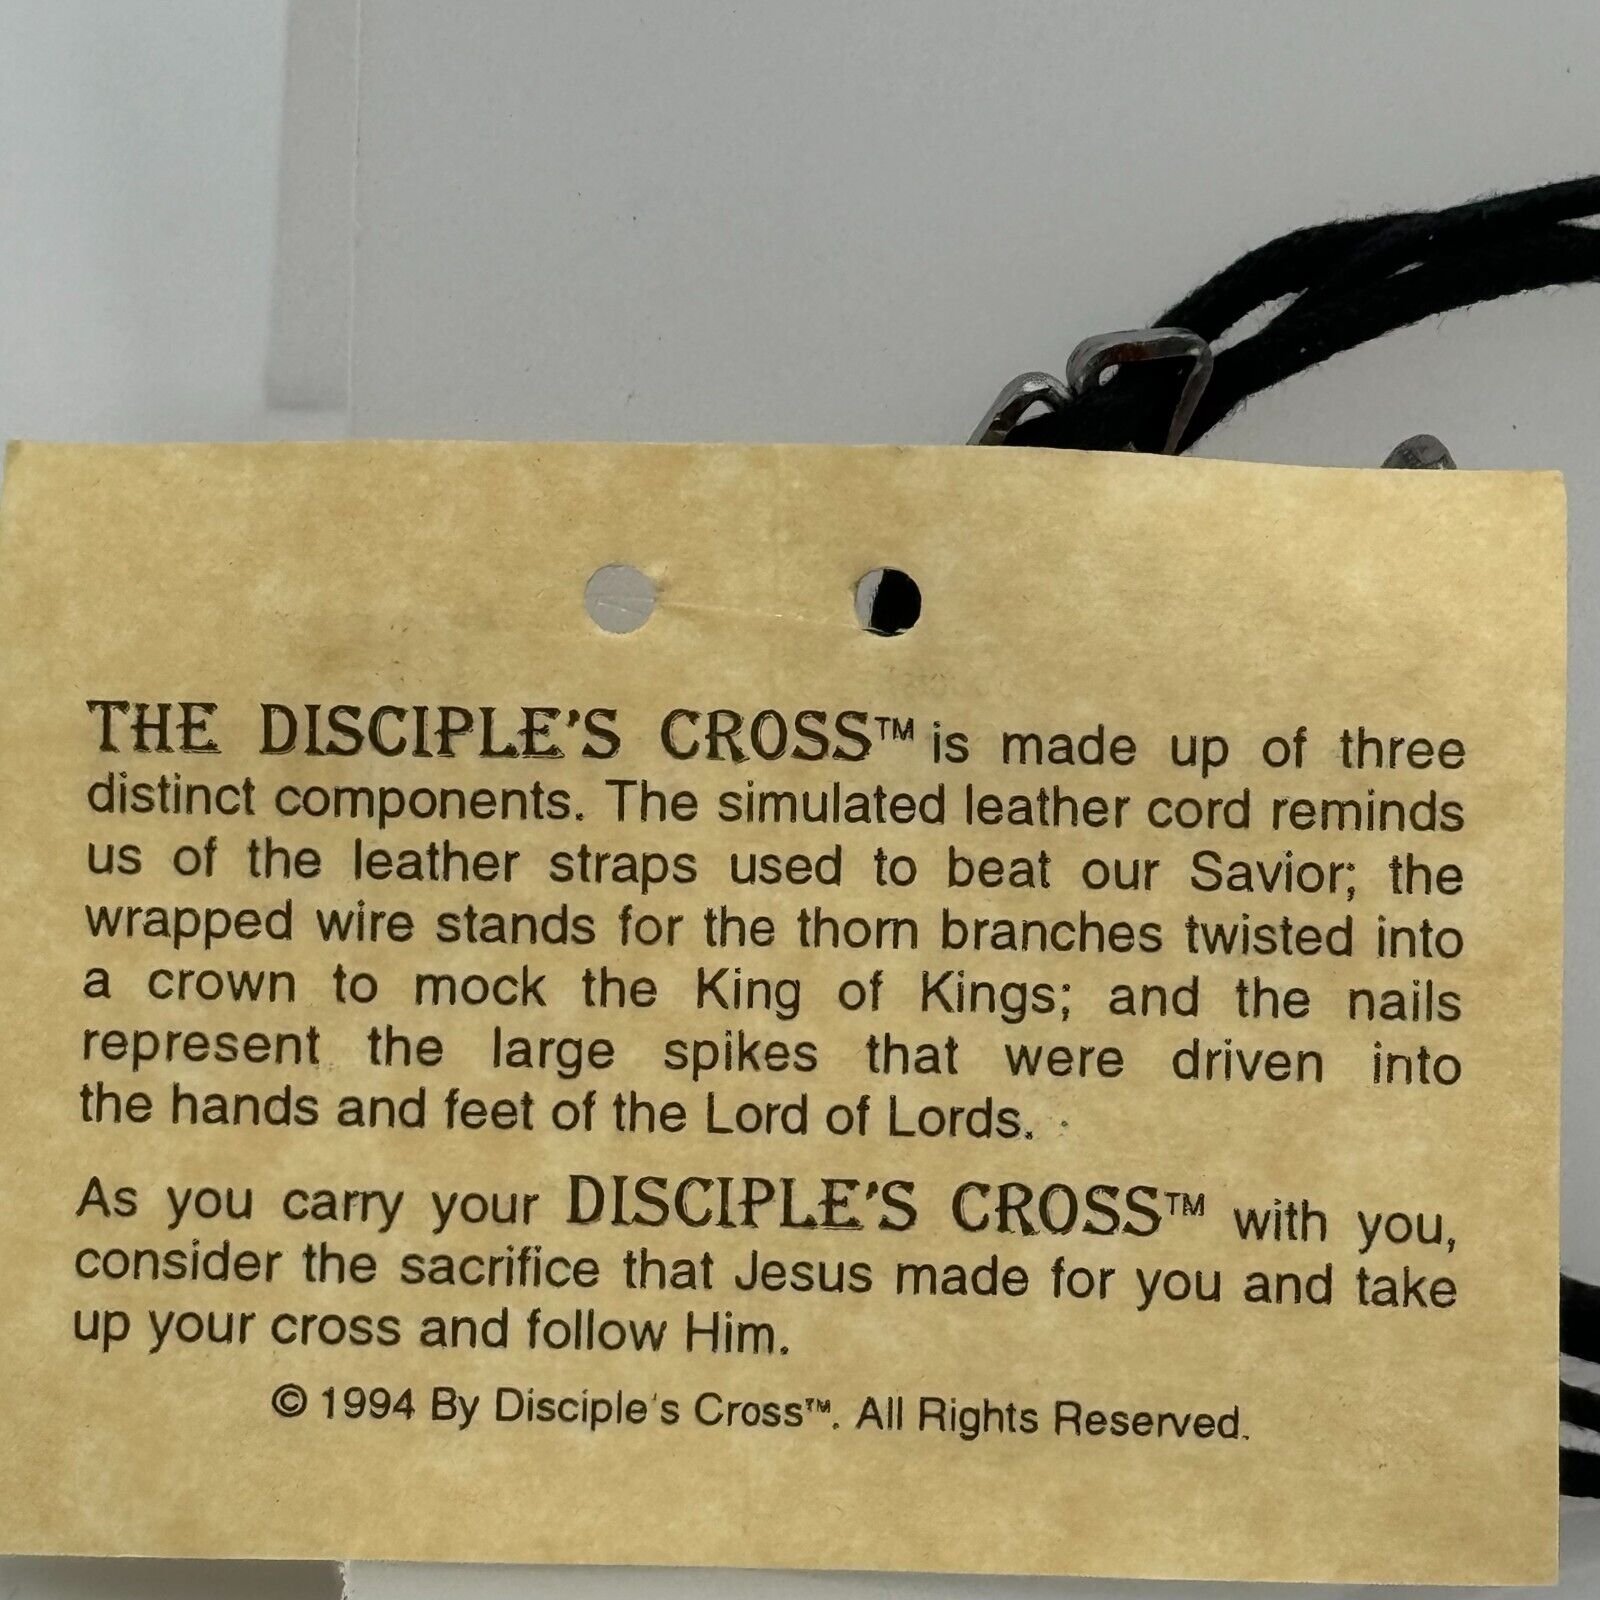 THE DISCIPLE'S CROSS™ is made up of three
distinct components. The simulated leather cord reminds
us of the leather straps used to beat our Savior; the
wrapped wire stands for the thorn branches twisted into
a crown to mock the King of Kings; and the nails
represent the large spikes that were driven into
the hands and feet of the Lord of Lords.
As you carry your DISCIPLE'S CROSS™ with you,
consider the sacrifice that Jesus made for you and take
up your cross and follow Him.
© 1994 By Disciple's Cross™. All Rights Reserved.